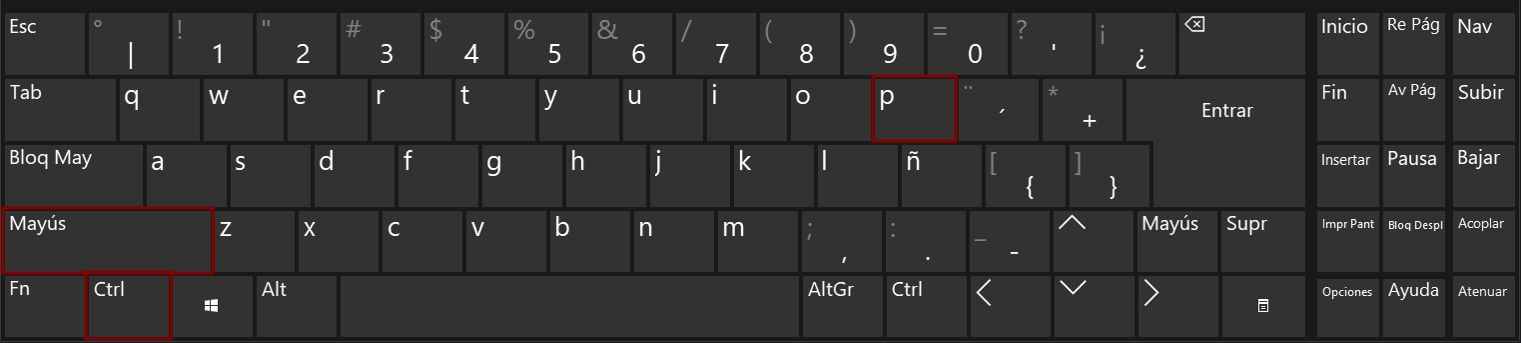 Esc ° | ! 1 " 2 # 3 $ 4 % 5 & 6 / 7 ( 8 ) 9 = 0 ? ' ¡ ¿ Inicio Re Pág Nav
Tab q w e r t y u i o p ¨ ´ * + Entrar Fin Av Pág Subir
Bloq May a s d f g h j k l ñ [ { ] } Insertar Pausa Bajar
Mayús z x c v b n m ; , : . _ - Mayús Supr Impr Pant Bloq Despl Acoplar
Fn Ctrl Alt AltGr Ctrl Opciones Ayuda Atenuar